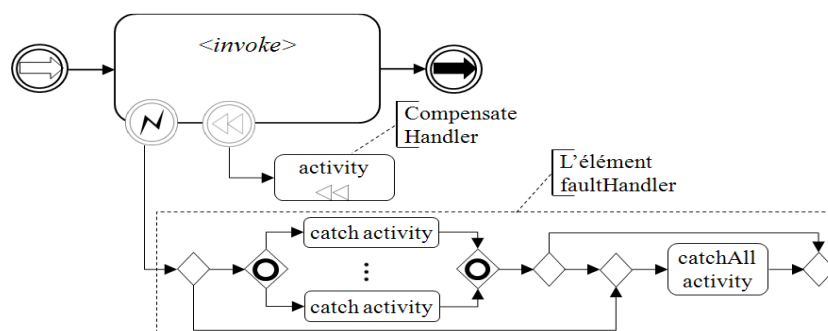 <invoke>
Compensate
Handler
activity
L'élément
faultHandler
catch activity
catch activity
catchAll
activity